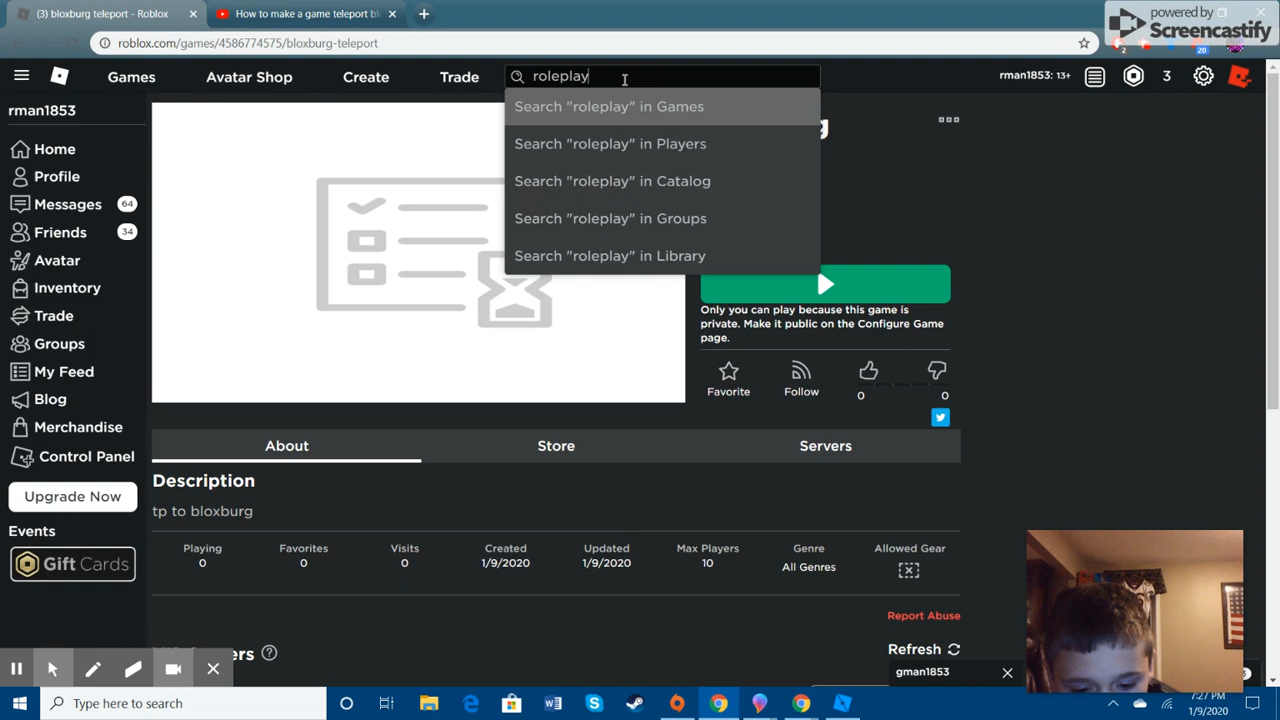 (3) bloxburg - Roblox
How to make a game teleport bl
powered by
Screencastify
roblox.com/games/4586774575/bloxburg-teleport
2
20
Games
Avatar Shop
Create
Trade
roleplay
rman1853: 13+
3
Search "roleplay" in Games
Search "roleplay" in Players
Search "roleplay" in Catalog
Search "roleplay" in Groups
Search "roleplay" in Library
rman1853
Home
Profile
Messages
64
Friends
34
Avatar
Inventory
Trade
Groups
My Feed
Blog
Merchandise
Control Panel
Upgrade Now
Events
Gift Cards
Only you can play because this game is
private. Make it public on the Configure Game
page.
Favorite
Follow
0
0
About
Store
Servers
Description
tp to bloxburg
Playing
0
Favorites
0
Visits
0
Created
1/9/2020
Updated
1/9/2020
Max Players
10
Genre
All Genres
Allowed Gear
Report Abuse
Refresh
gman1853
Type here to search
7:27 PM
1/9/2020